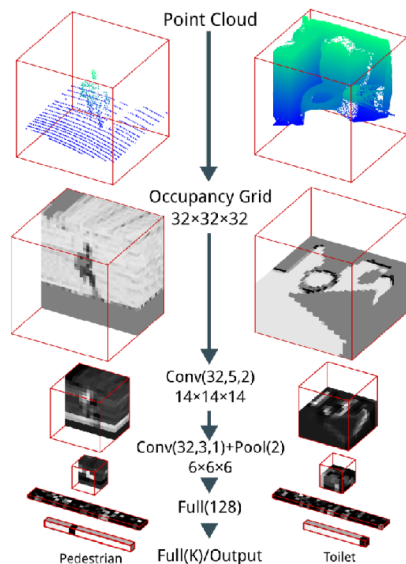 Point Cloud
Occupancy Grid
32×32×32
Conv(32,5,2)
14×14×14
Conv(32,3,1)+Pool(2)
6×6×6
Full(128)
Pedestrian
Full(K)/Output
Toilet